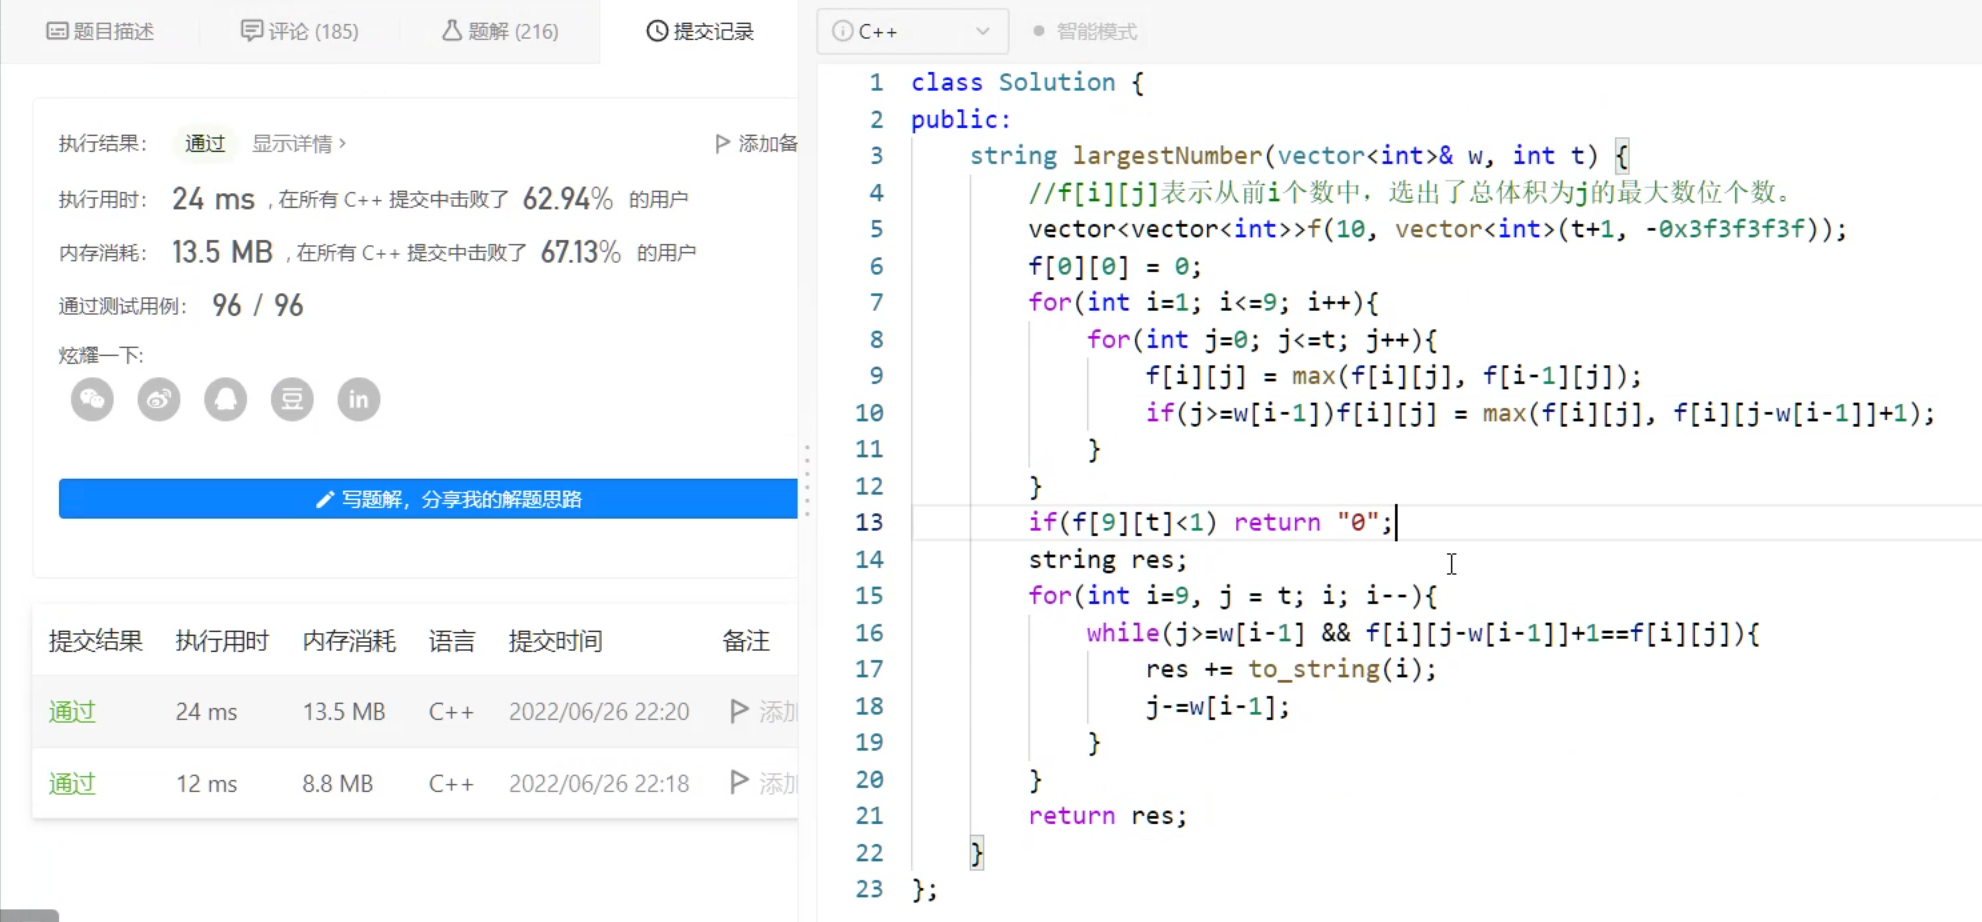 题目描述
评论 (185)
题解 (216)
提交记录
执行结果：
通过
显示详情 ›
添加备
执行用时：24 ms，在所有 C++ 提交中击败了 62.94% 的用户
内存消耗：13.5 MB，在所有 C++ 提交中击败了 67.13% 的用户
通过测试用例：96 / 96
炫耀一下:
豆
in
写题解，分享我的解题思路
提交结果 执行用时 内存消耗 语言 提交时间 备注
通过 24 ms 13.5 MB C++ 2022/06/26 22:20 添加
通过 12 ms 8.8 MB C++ 2022/06/26 22:18 添加
C++
智能模式
1 class Solution {
2 public:
3 string largestNumber(vector<int>& w, int t) {
4 //f[i][j]表示从前i个数中，选出了总体积为j的最大数位个数。
5 vector<vector<int>>f(10, vector<int>(t+1, -0x3f3f3f3f));
6 f[0][0] = 0;
7 for(int i=1; i<=9; i++){
8 for(int j=0; j<=t; j++){
9 f[i][j] = max(f[i][j], f[i-1][j]);
10 if(j>=w[i-1])f[i][j] = max(f[i][j], f[i][j-w[i-1]]+1);
11 }
12 }
13 if(f[9][t]<1) return "0";
14 string res;
15 for(int i=9, j = t; i; i--){
16 while(j>=w[i-1] && f[i][j-w[i-1]]+1==f[i][j]){
17 res += to_string(i);
18 j-=w[i-1];
19 }
20 }
21 return res;
22 }
23 };